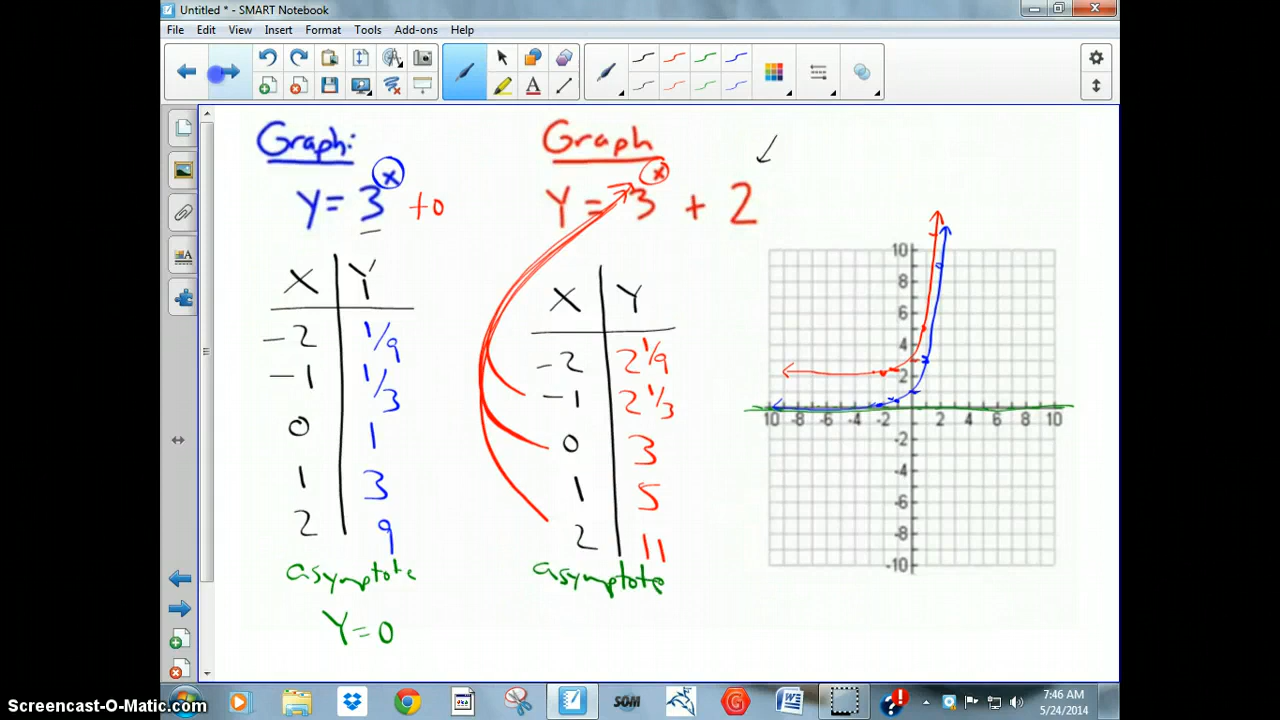 Untitled * - SMART Notebook
File Edit View Insert Format Tools Add-ons Help
Graph:
Y = 3^x + 0
X Y
-2 1/9
-1 1/3
0 1
1 3
2 9
asymptote
Y = 0
Graph
Y = 3^x + 2
X Y
-2 2 1/9
-1 2 1/3
0 3
1 5
2 11
asymptote
10
8
6
4
2
10 -8 -6 -4 -2 2 4 6 8 10
-2
-4
-6
-8
-10
SOM
G
W
7:46 AM
5/24/2014
Screencast-O-Matic.com